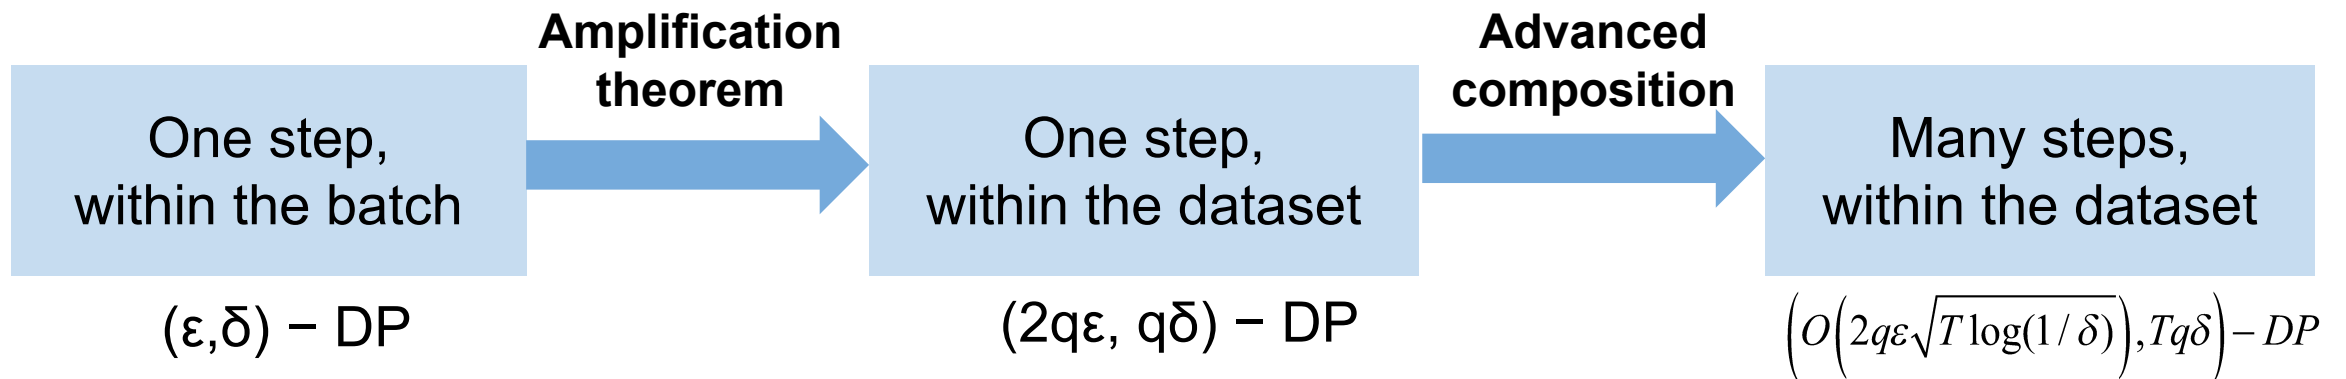 Amplification
theorem
Advanced
composition
One step,
within the batch
One step,
within the dataset
Many steps,
within the dataset
(ε,δ) − DP
(2qε, qδ) − DP
(O(2qε√T log(1/δ)),Tqδ)−DP